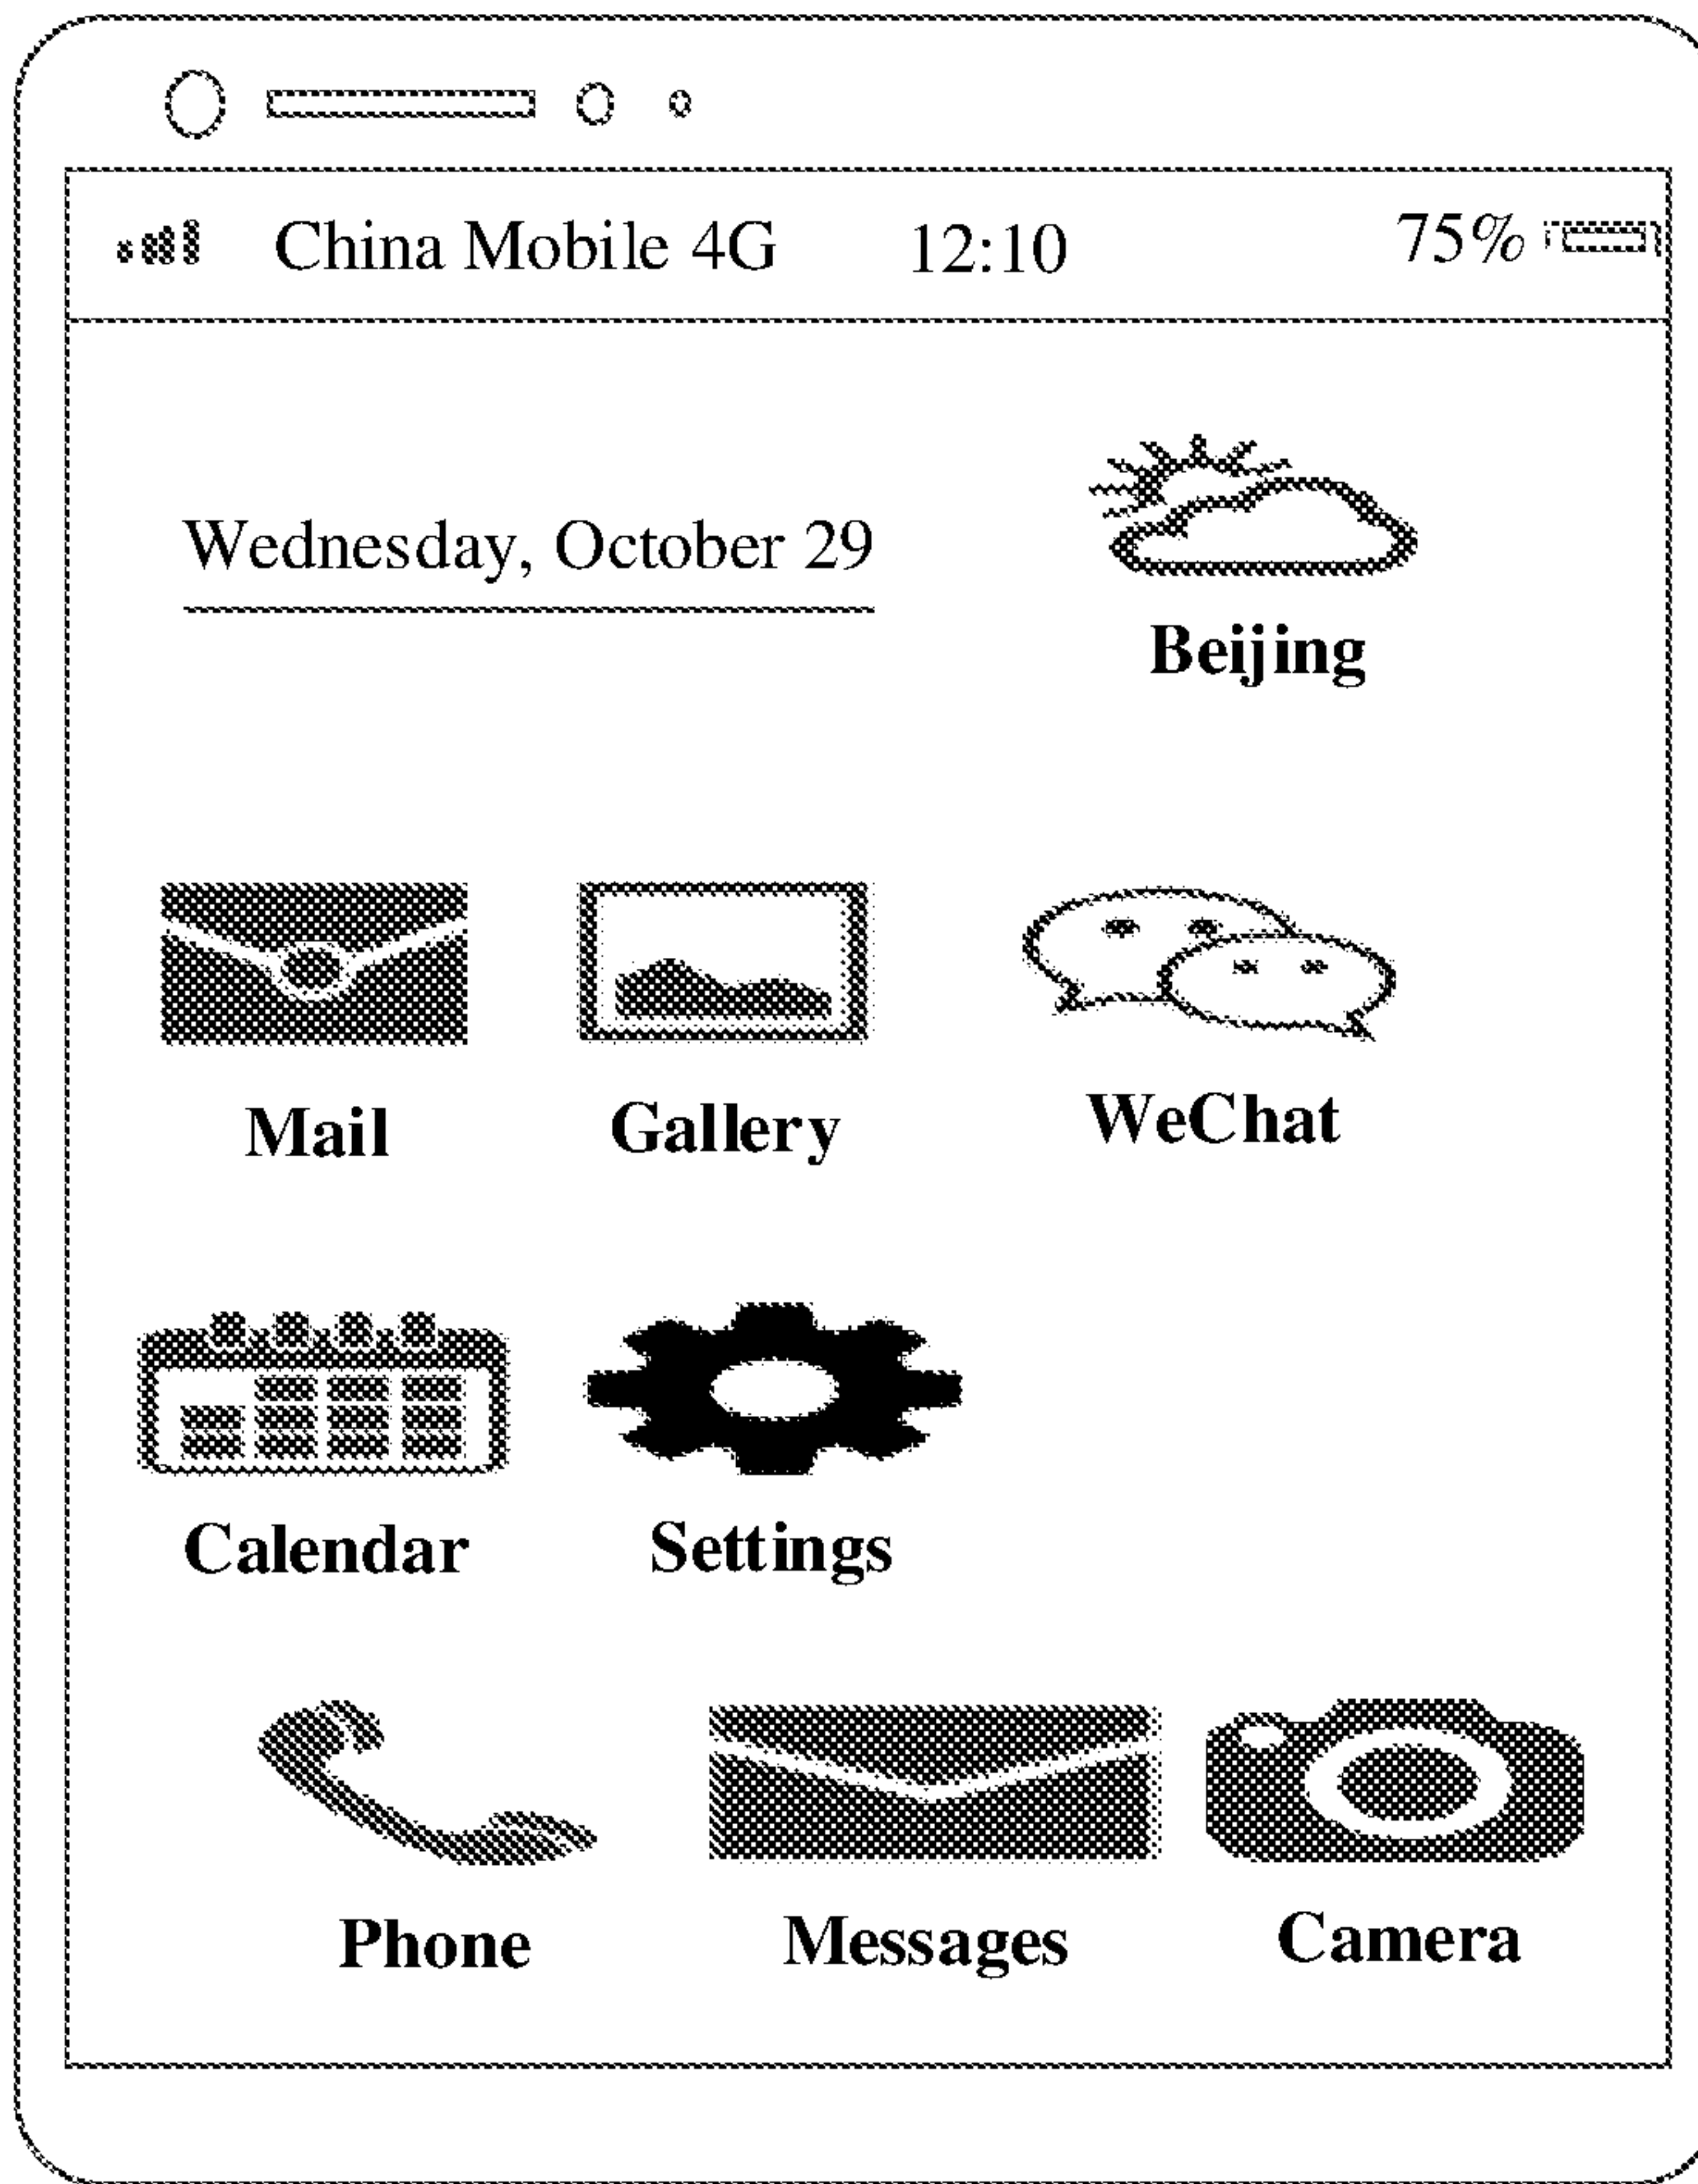 China Mobile 4G 12:10 75%
Wednesday, October 29
Beijing
Mail Gallery WeChat
Calendar Settings
Phone Messages Camera